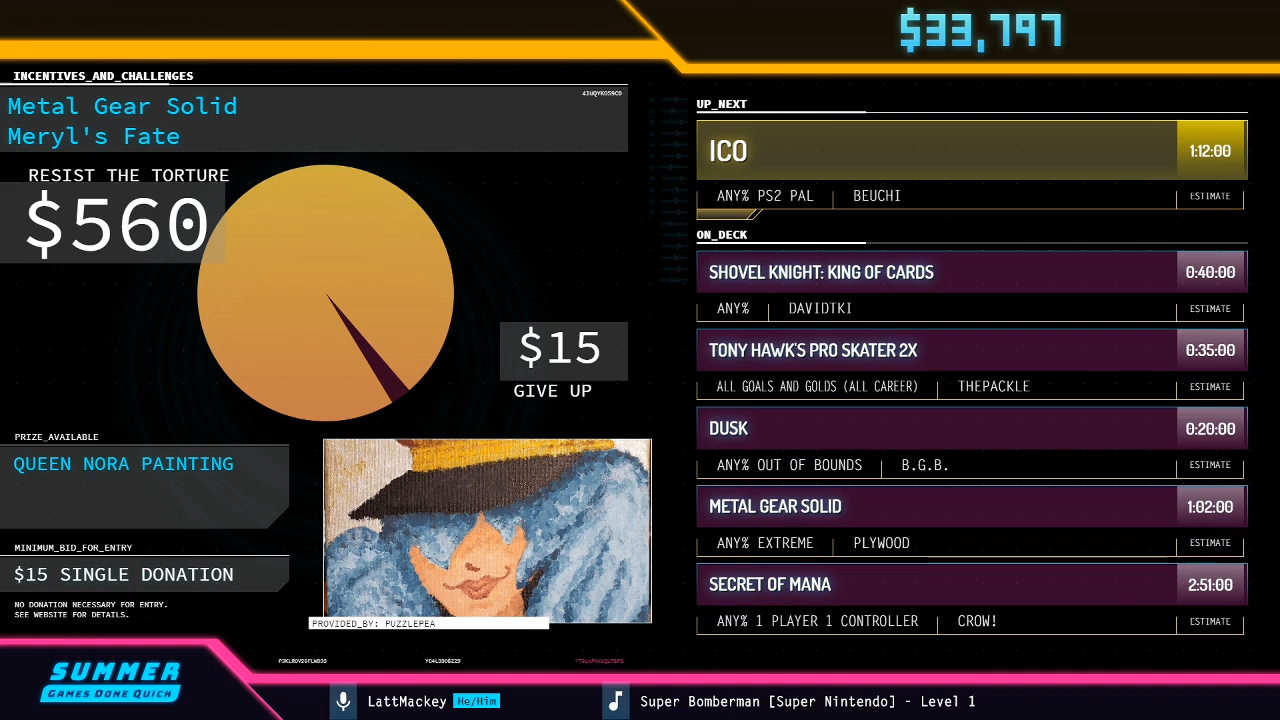 $33,797
INCENTIVES_AND_CHALLENGES
Metal Gear Solid
Meryl's Fate
RESIST THE TORTURE
$560
$15
GIVE UP
PRIZE_AVAILABLE
QUEEN NORA PAINTING
MINIMUM_BID_FOR_ENTRY
$15 SINGLE DONATION
NO DONATION NECESSARY FOR ENTRY.
SEE WEBSITE FOR DETAILS.
PROVIDED_BY: PUZZLEPEA
UP_NEXT
ICO 1:12:00
ANY% PS2 PAL BEUCHI ESTIMATE
ON_DECK
SHOVEL KNIGHT: KING OF CARDS 0:40:00
ANY% DAVIDTKI ESTIMATE
TONY HAWK'S PRO SKATER 2X 0:35:00
ALL GOALS AND GOLDS (ALL CAREER) THEPACKLE ESTIMATE
DUSK 0:20:00
ANY% OUT OF BOUNDS B.G.B. ESTIMATE
METAL GEAR SOLID 1:02:00
ANY% EXTREME PLYWOOD ESTIMATE
SECRET OF MANA 2:51:00
ANY% 1 PLAYER 1 CONTROLLER CROW! ESTIMATE
SUMMER
GAMES DONE QUICK
LattMackey He/Him
Super Bomberman [Super Nintendo] - Level 1